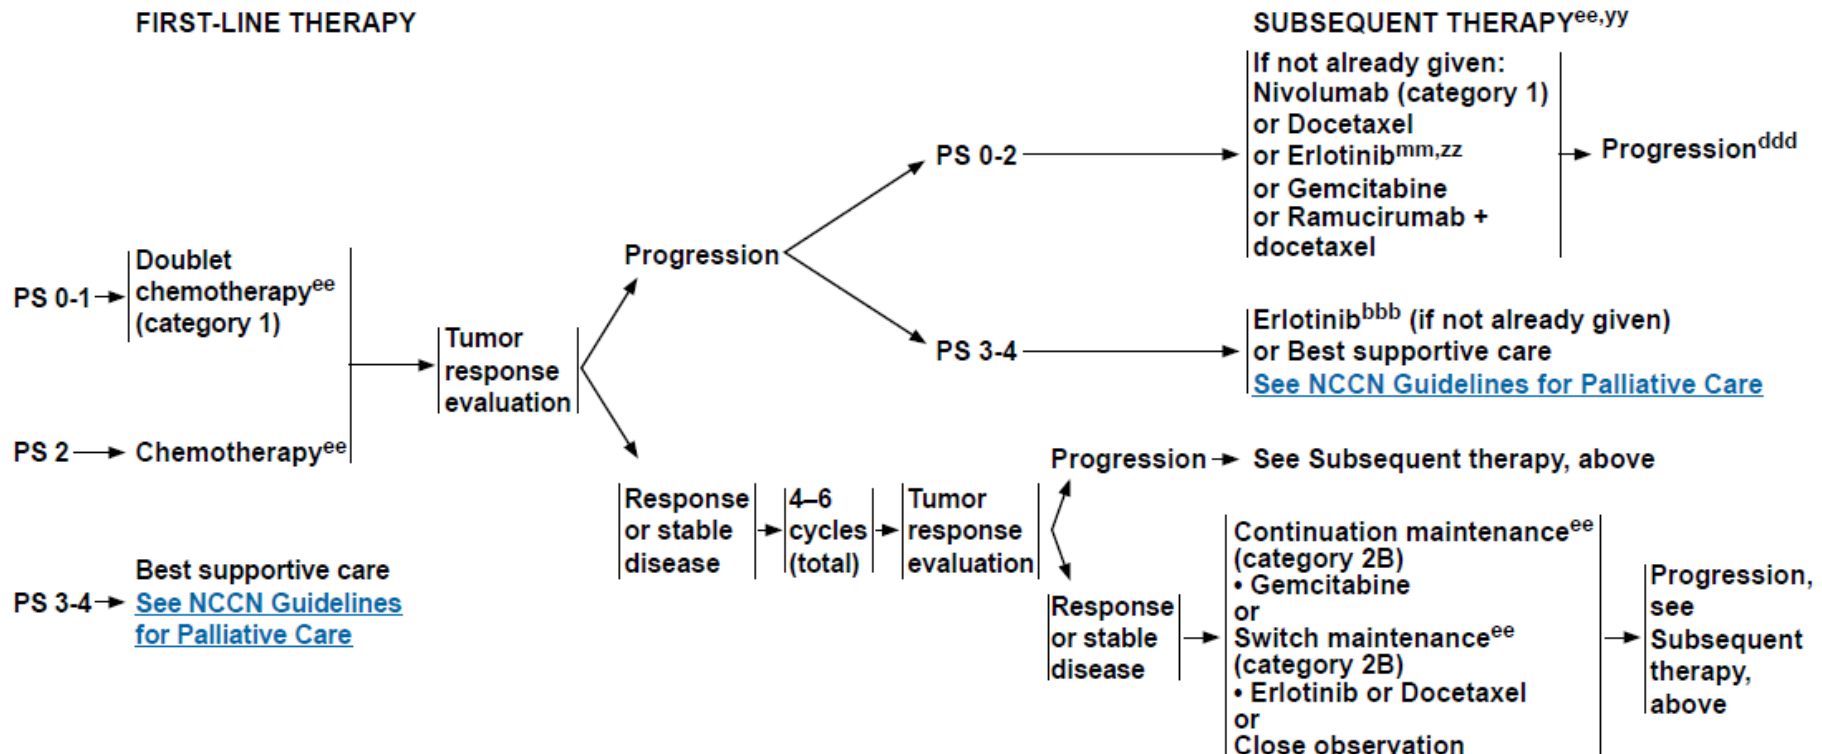 FIRST-LINE THERAPY
SUBSEQUENT THERAPYee,yy
If not already given:
Nivolumab (category 1)
or Docetaxel
or Erlotinibmm,zz
or Gemcitabine
or Ramucirumab +
docetaxel
PS 0-2
Progressionddd
Progression
PS 0-1
Doublet
chemotherapyee
(category 1)
Tumor
response
evaluation
PS 3-4
Erlotinibbbb (if not already given)
or Best supportive care
See NCCN Guidelines for Palliative Care
PS 2
Chemotherapyee
Progression
See Subsequent therapy, above
Response
or stable
disease
4–6
cycles
(total)
Tumor
response
evaluation
PS 3-4
Best supportive care
See NCCN Guidelines
for Palliative Care
Response
or stable
disease
Continuation maintenanceee
(category 2B)
• Gemcitabine
or
Switch maintenanceee
(category 2B)
• Erlotinib or Docetaxel
or
Close observation
Progression,
see
Subsequent
therapy,
above